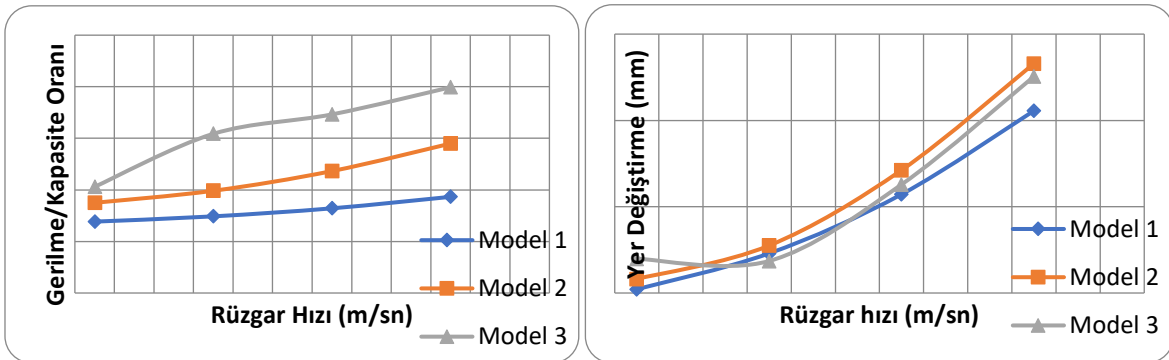 Gerilme/Kapasite Oranı
Model 1
Model 2
Rüzgar Hızı (m/sn)
Model 3
Yer Değiştirme (mm)
Model 1
Model 2
Rüzgar hızı (m/sn)
Model 3